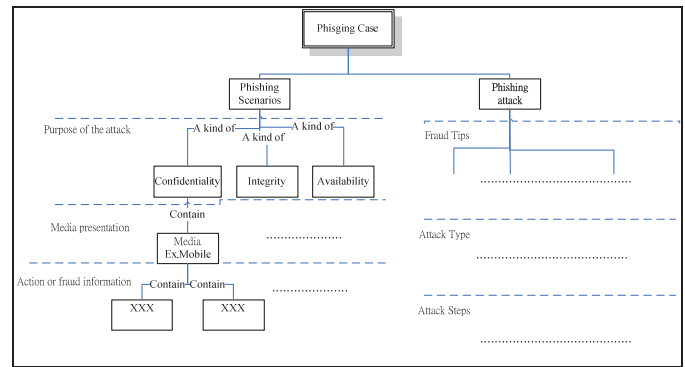 Phisging Case
Phishing
Scenarios
Phishing
attack
Purpose of the attack
A kind of
A kind of
A kind of
Fraud Tips
Confidentiality
Integrity
Availability
Contain
Media presentation
Media
Ex.Mobile
Attack Type
Action or fraud information
Contain
Contain
XXX
XXX
Attack Steps